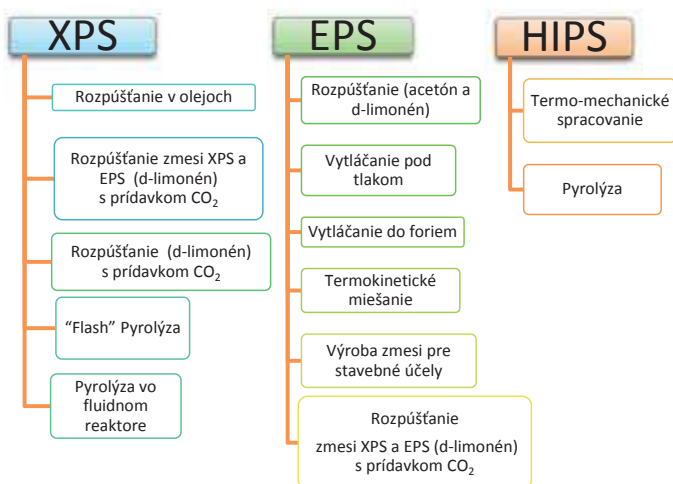 XPS
Rozpúšťanie v olejoch
Rozpúšťanie zmesi XPS a
EPS (d-limonén)
s prídavkom CO₂
Rozpúšťanie (d-limonén)
s prídavkom CO₂
“Flash” Pyrolýza
Pyrolýza vo
fluidnom
reaktore
EPS
Rozpúšťanie (acetón a
d-limonén)
Vytláčanie pod
tlakom
Vytláčanie do foriem
Termokinetické
miešanie
Výroba zmesi pre
stavebné účely
Rozpúšťanie
zmesi XPS a EPS (d-limonén)
s prídavkom CO₂
HIPS
Termo-mechanické
spracovanie
Pyrolýza